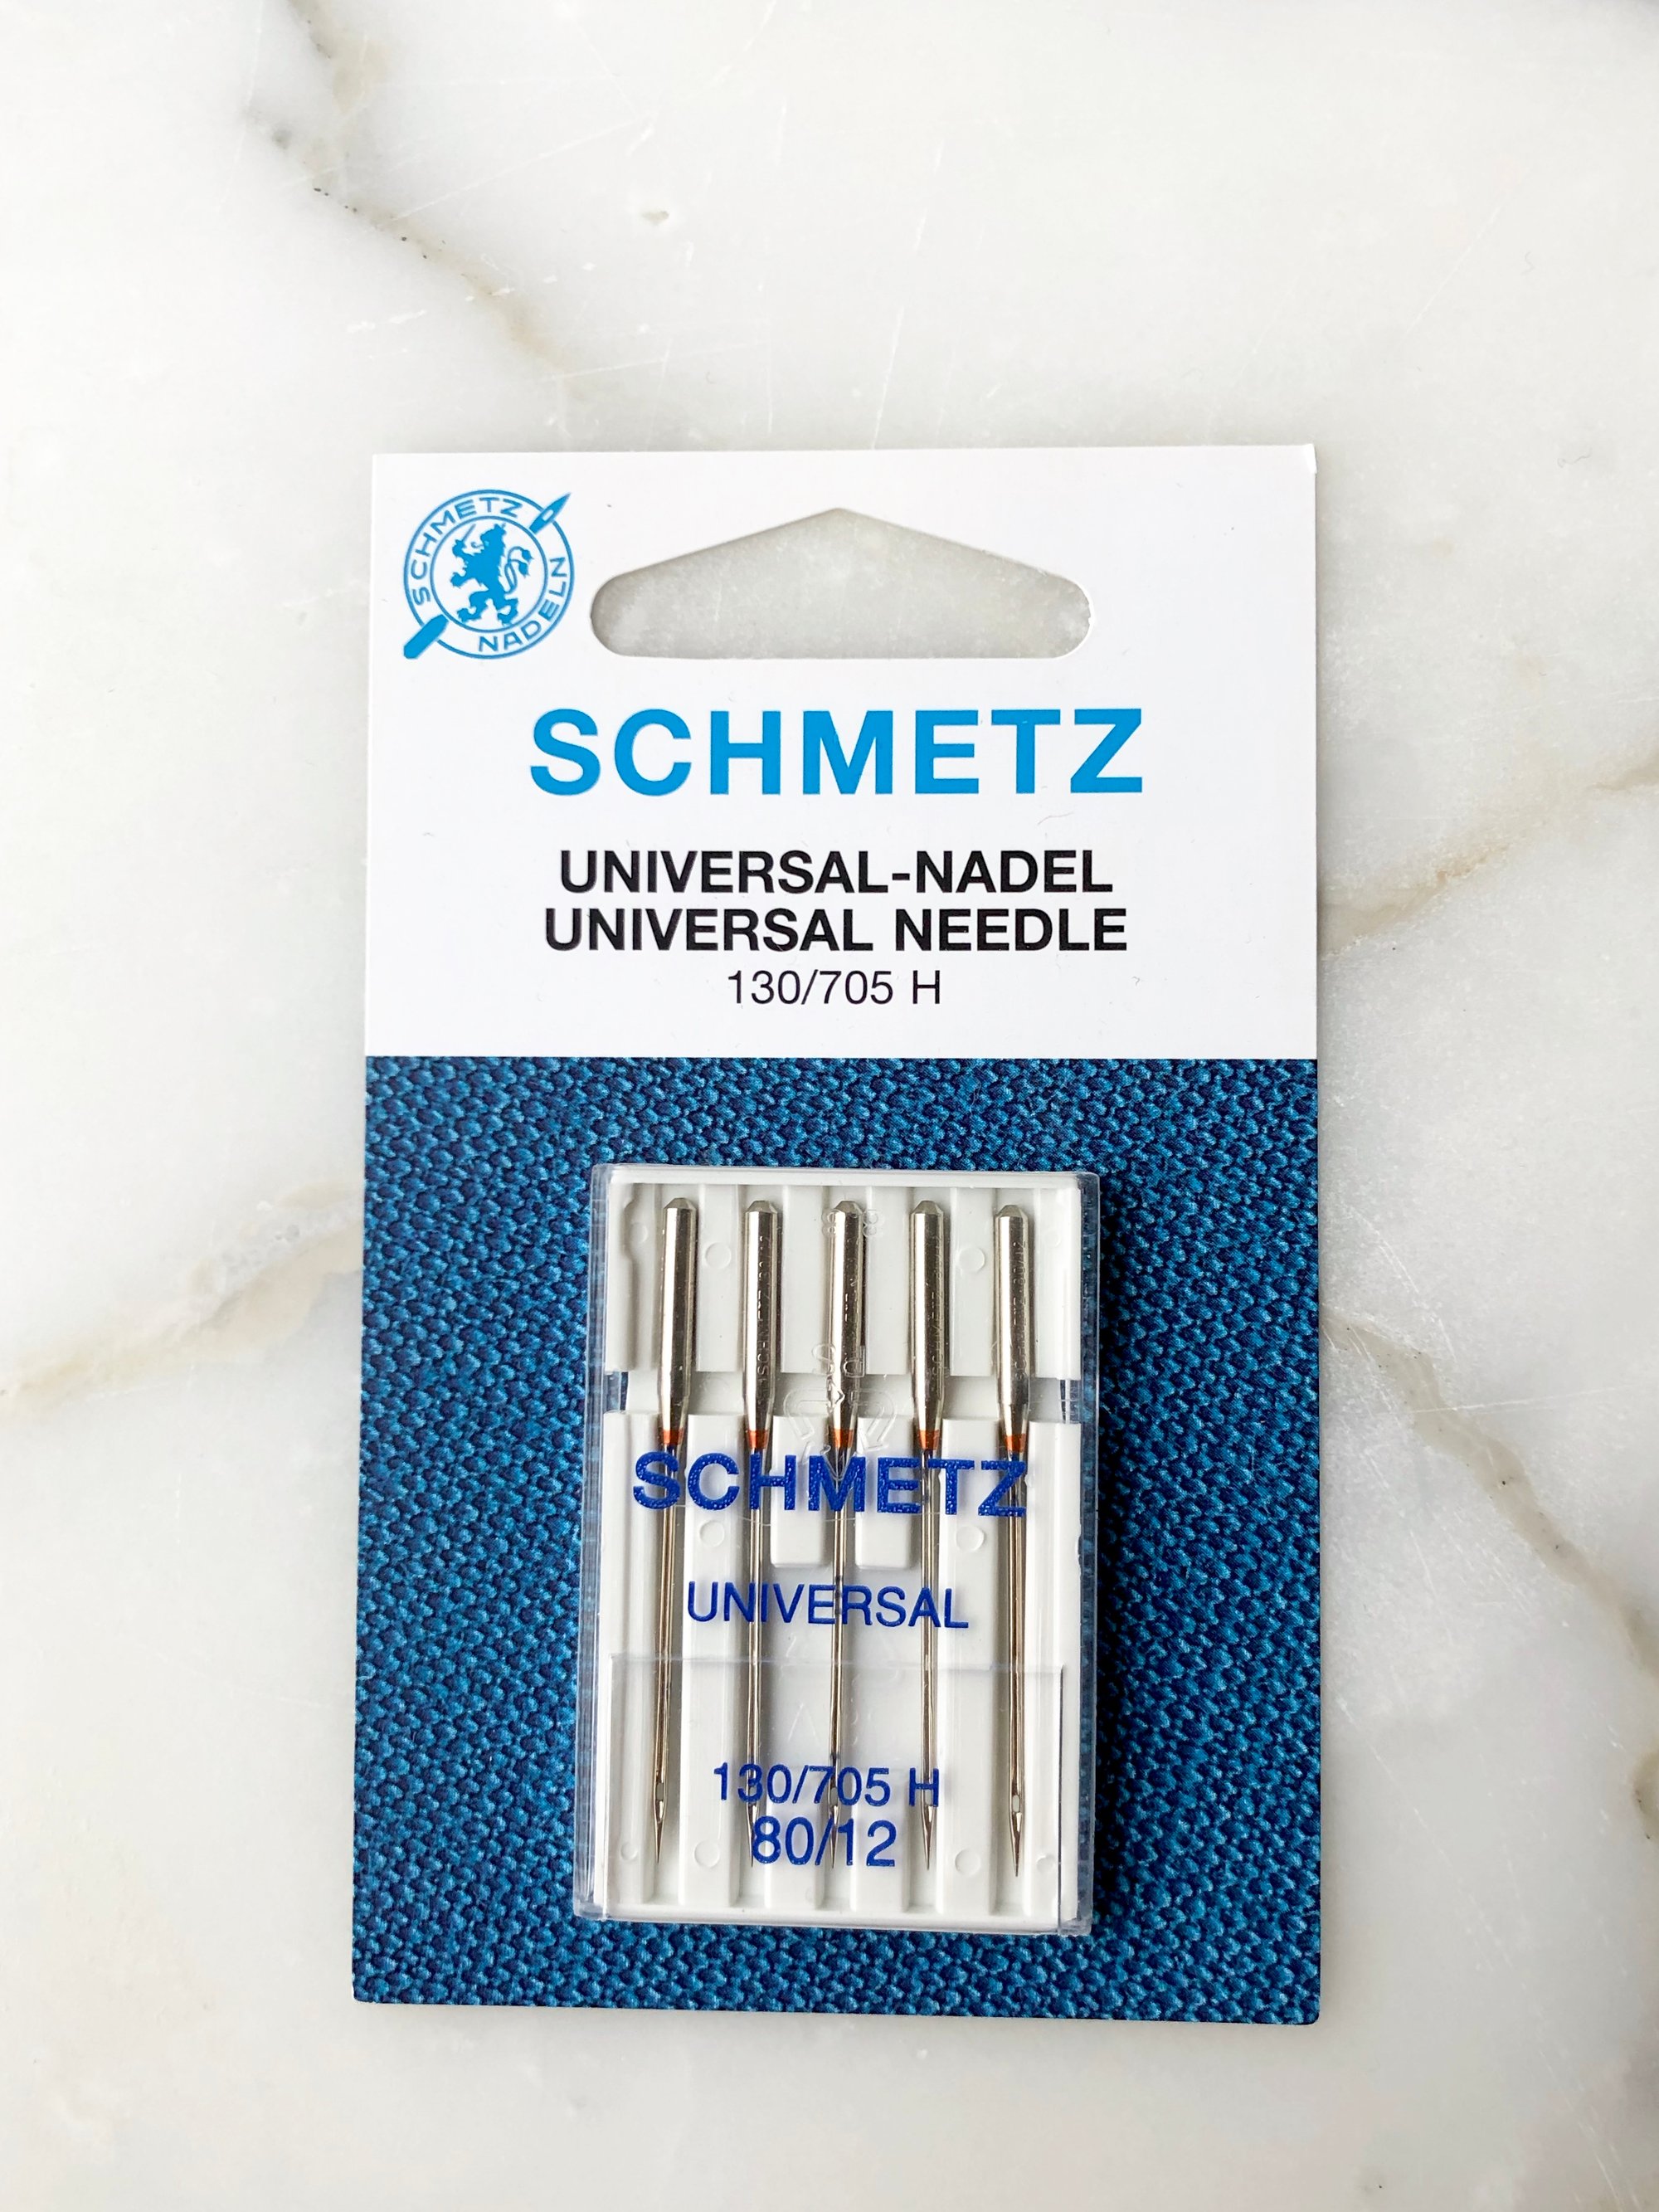 SCHMETZ
NADELN
SCHMETZ
UNIVERSAL-NADEL
UNIVERSAL NEEDLE
130/705 H
SCHMETZ
UNIVERSAL
130/705 H
80/12